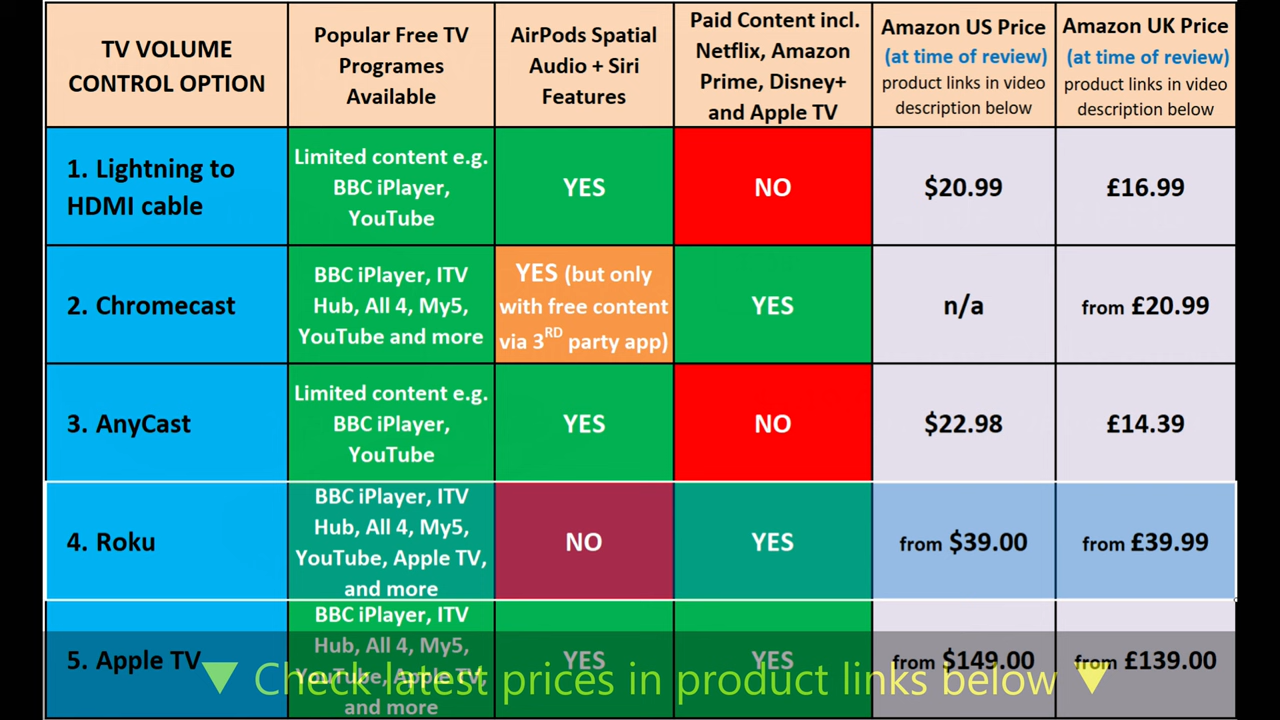 TV VOLUME
CONTROL OPTION
Popular Free TV
Programes
Available
AirPods Spatial
Audio + Siri
Features
Paid Content incl.
Netflix, Amazon
Prime, Disney+
and Apple TV
Amazon US Price
(at time of review)
product links in video
description below
Amazon UK Price
(at time of review)
product links in video
description below
1. Lightning to
HDMI cable
Limited content e.g.
BBC iPlayer,
YouTube
YES
NO
$20.99
£16.99
2. Chromecast
BBC iPlayer, ITV
Hub, All 4, My5,
YouTube and more
YES (but only
with free content
via 3RD party app)
YES
n/a
from £20.99
3. AnyCast
Limited content e.g.
BBC iPlayer,
YouTube
YES
NO
$22.98
£14.39
4. Roku
BBC iPlayer, ITV
Hub, All 4, My5,
YouTube, Apple TV,
and more
NO
YES
from $39.00
from £39.99
5. Apple TV
BBC iPlayer, ITV
Hub, All 4, My5,
YouTube, Apple TV,
and more
YES
YES
from $149.00
from £139.00
▼ Check latest prices in product links below ▼